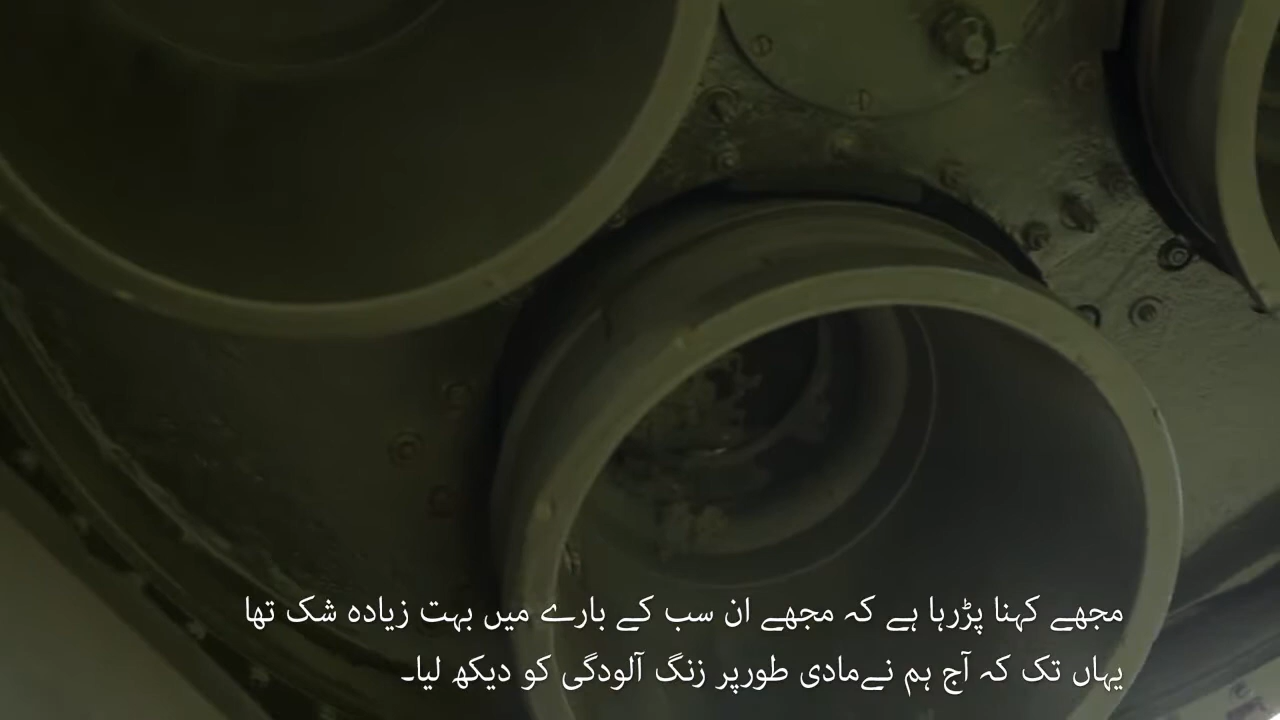 مجھے کہنا پڑرہا ہے کہ مجھے ان سب کے بارے میں بہت زیادہ شک تھا
یہاں تک کہ آج ہم نےمادی طورپر زنگ آلودگی کو دیکھ لیا۔